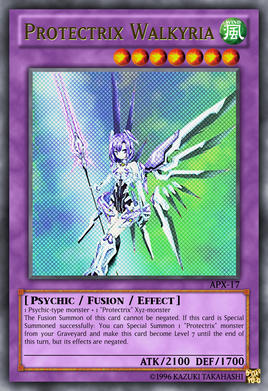 PROTECTRIX WALKYRIA
WIND
風
APX-17
[ PSYCHIC / FUSION / EFFECT ]
1 Psychic-type monster + 1 "Protectrix" Xyz-monster
The Fusion Summon of this card cannot be negated. If this card is Special
Summoned successfully: You can Special Summon 1 "Protectrix" monster
from your Graveyard and make this card become Level 7 until the end of
this turn, but its effects are negated.
ATK/2100 DEF/1700
©1996 KAZUKI TAKAHASHI